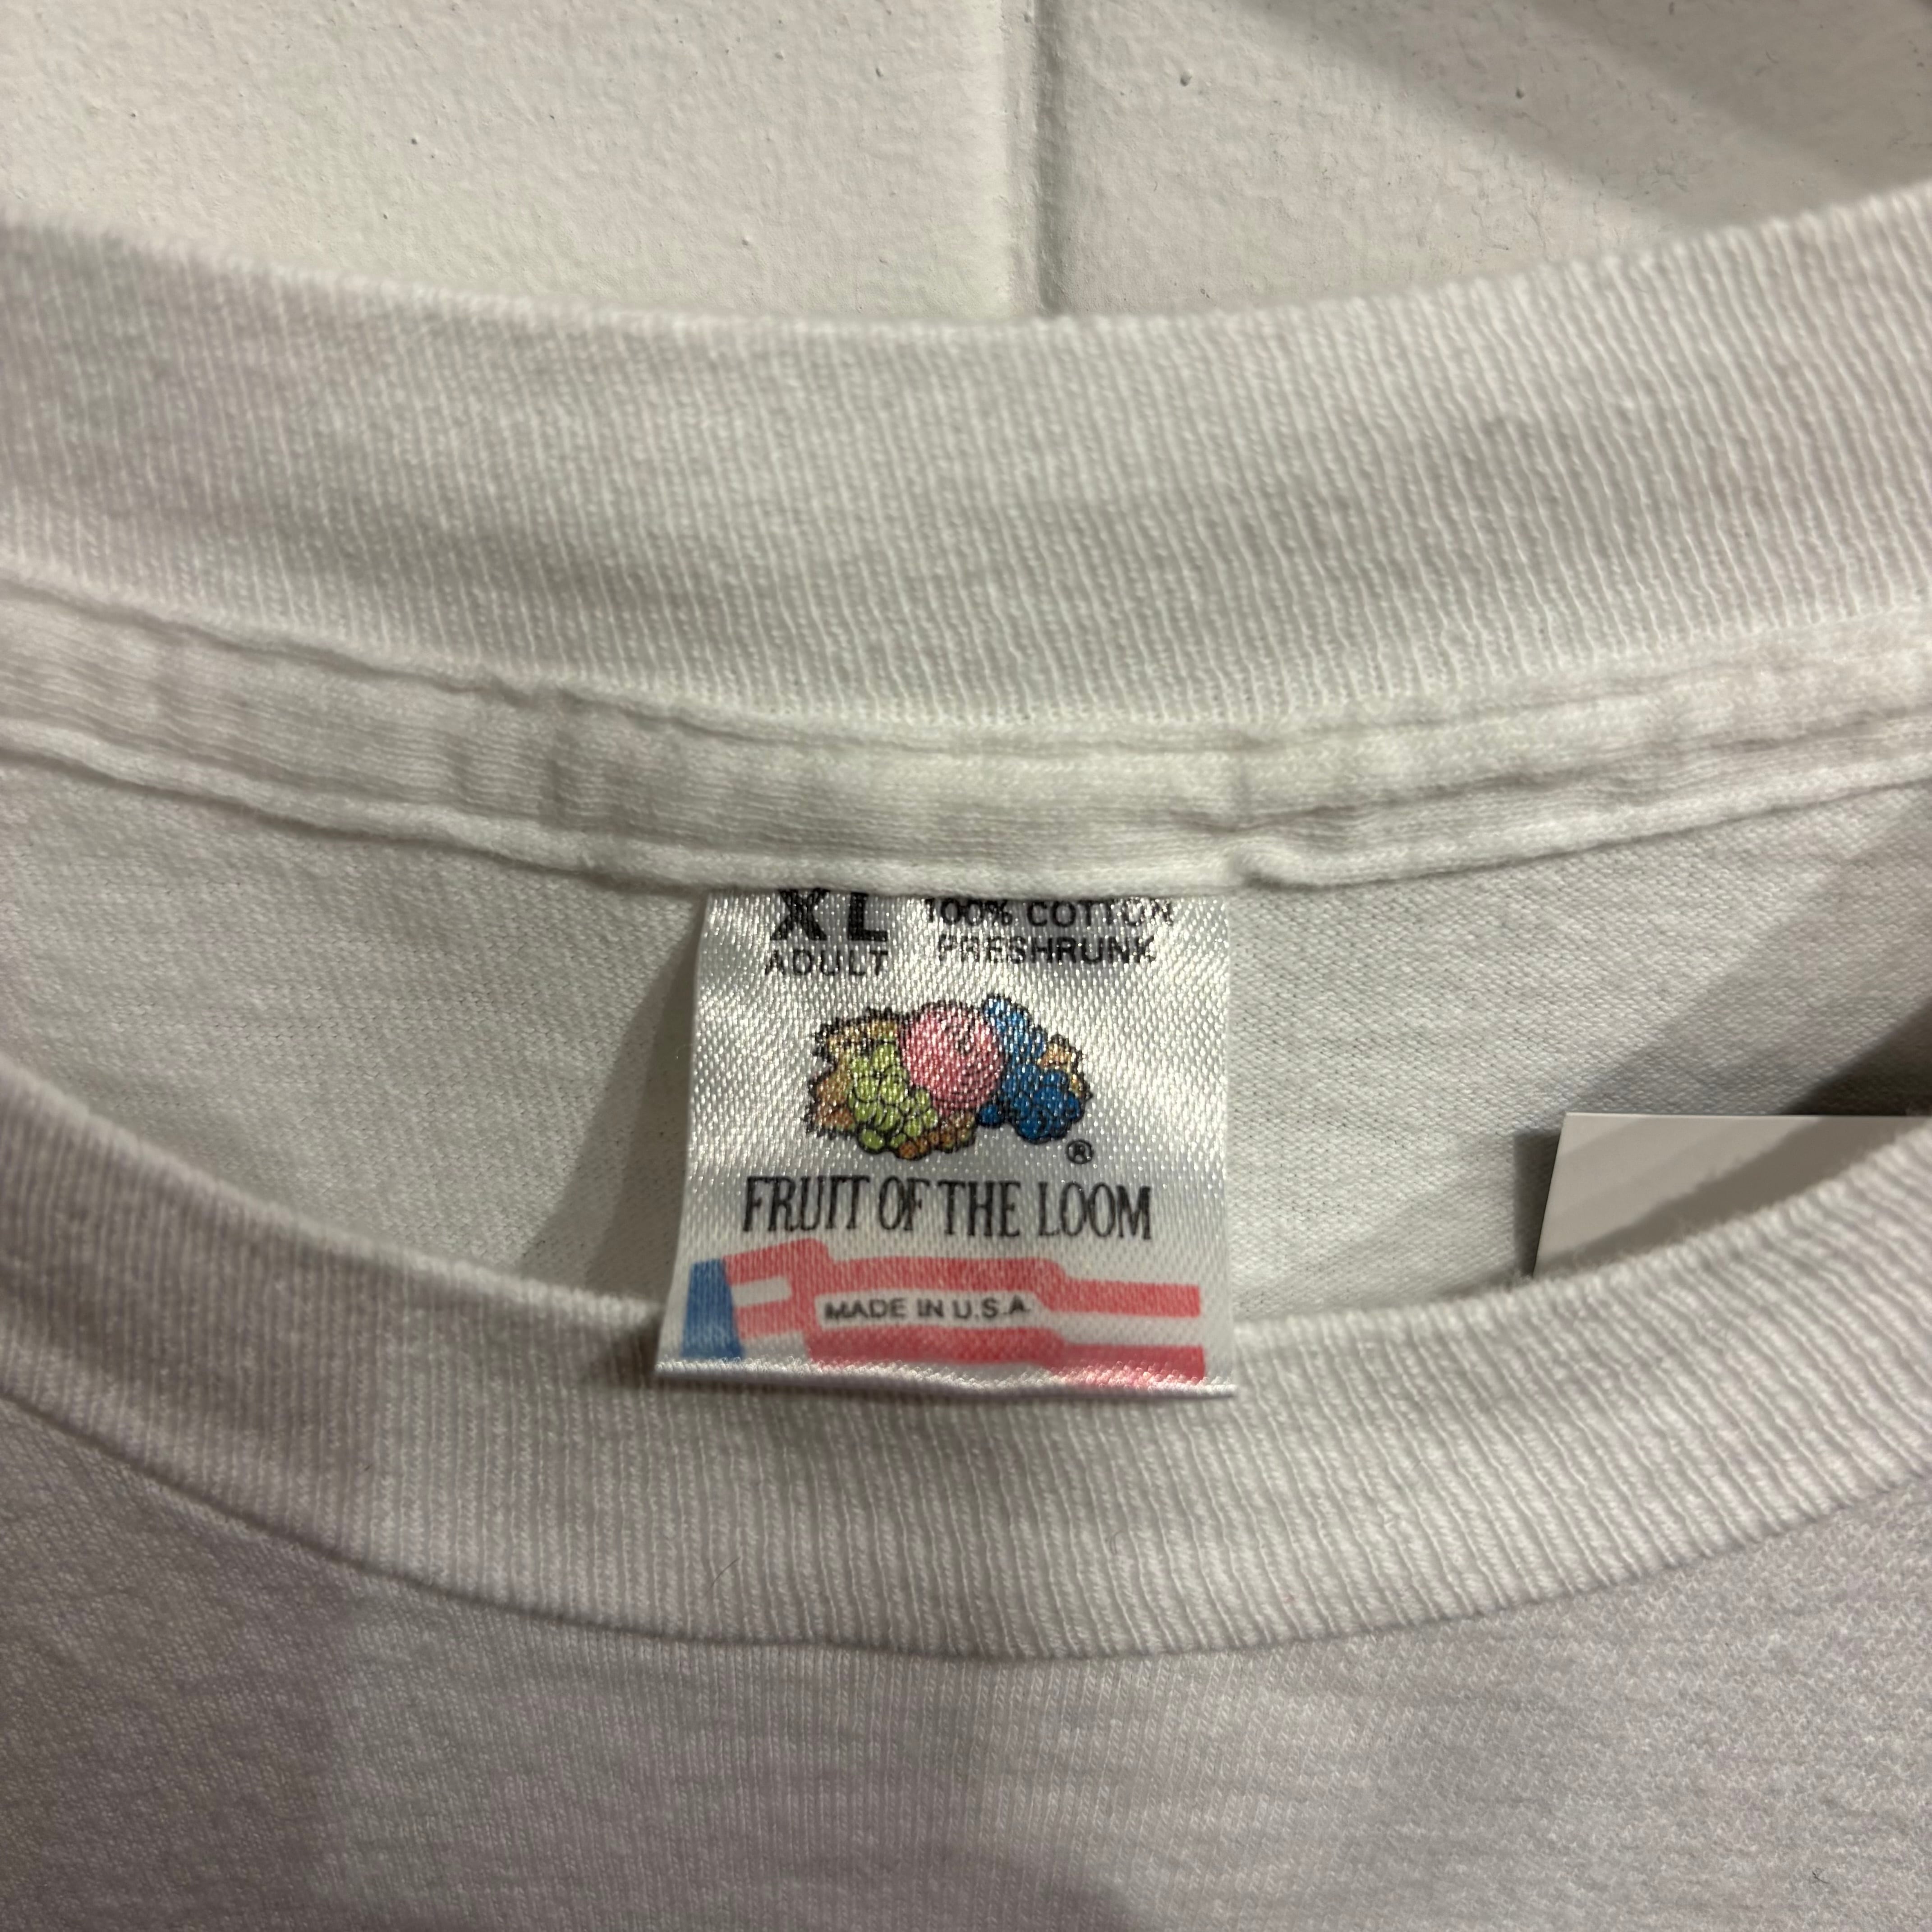 XL 100% COTTON
ADULT PRESHRUNK
®
FRUIT OF THE LOOM
MADE IN U.S.A.